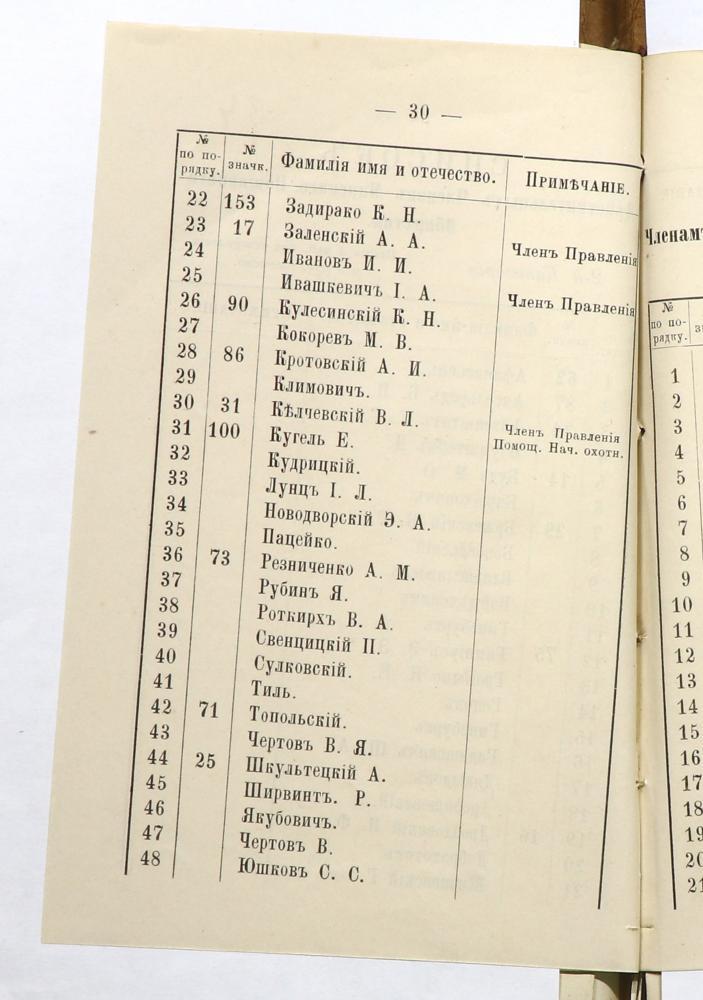 — 30 —
№ по по-рядку. № значк. Фамилія имя и отечество. Примѣчаніе.
22 153 Задирако К. Н.
23 17 Заленскій А. А. Членъ Правленія
24 Ивановъ И. И.
25 Ивашкевичъ І. А. Членъ Правленія
26 90 Кулесинскій К. Н.
27 Кокоревъ М. В.
28 86 Кротовскій А. И.
29 Климовичъ.
30 31 Кѣлчевскій В. Л. Членъ Правленія
31 100 Кугель Е. Помощ. Нач. охотн.
32 Кудрицкій.
33 Лунцъ І. Л.
34 Новодворскій Э. А.
35 Пацейко.
36 73 Резниченко А. М.
37 Рубинъ Я.
38 Роткирхъ В. А.
39 Свенцицкій П.
40 Сулковскій.
41 Тиль.
42 71 Топольскій.
43 Чертовъ В. Я.
44 25 Шкультецкій А.
45 Ширвинтъ. Р.
46 Якубовичъ.
47 Чертовъ В.
48 Юшковъ С. С.
Членам
№ по по-рядку.
1
2
3
4
5
6
7
8
9
10
11
12
13
14
15
16
17
18
19
20
21